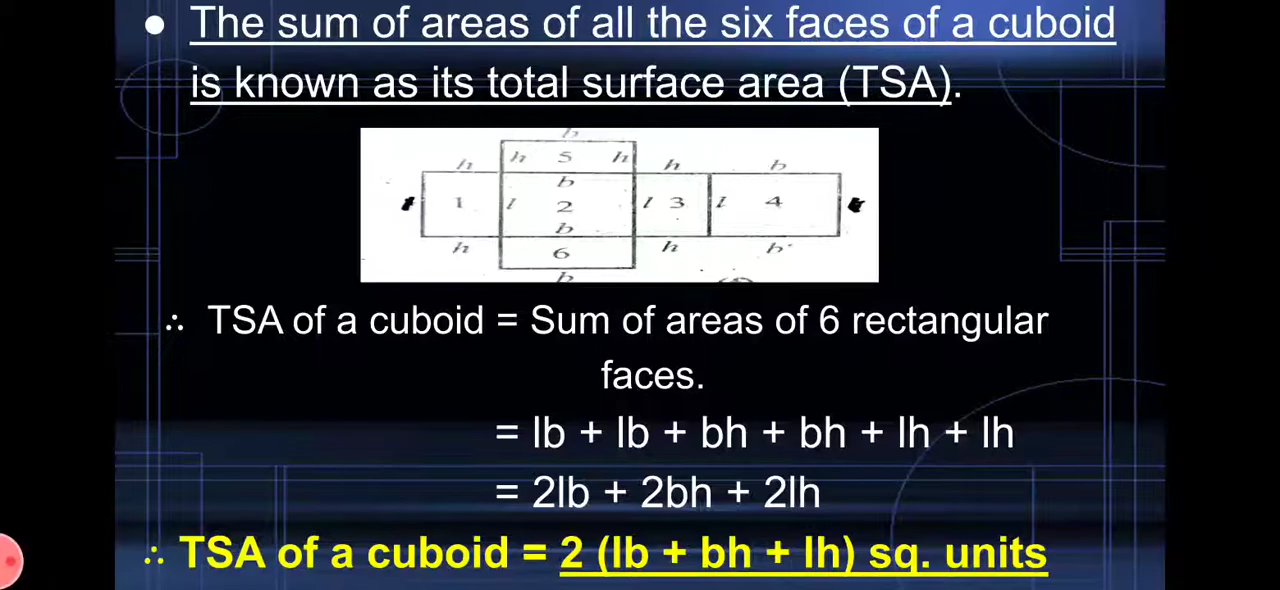 ● The sum of areas of all the six faces of a cuboid
is known as its total surface area (TSA).
b
h h 5 h h b
b
1 l 2 l 3 l 4
b
h 6 h b
b
∴ TSA of a cuboid = Sum of areas of 6 rectangular
faces.
= lb + lb + bh + bh + lh + lh
= 2lb + 2bh + 2lh
∴ TSA of a cuboid = 2 (lb + bh + lh) sq. units